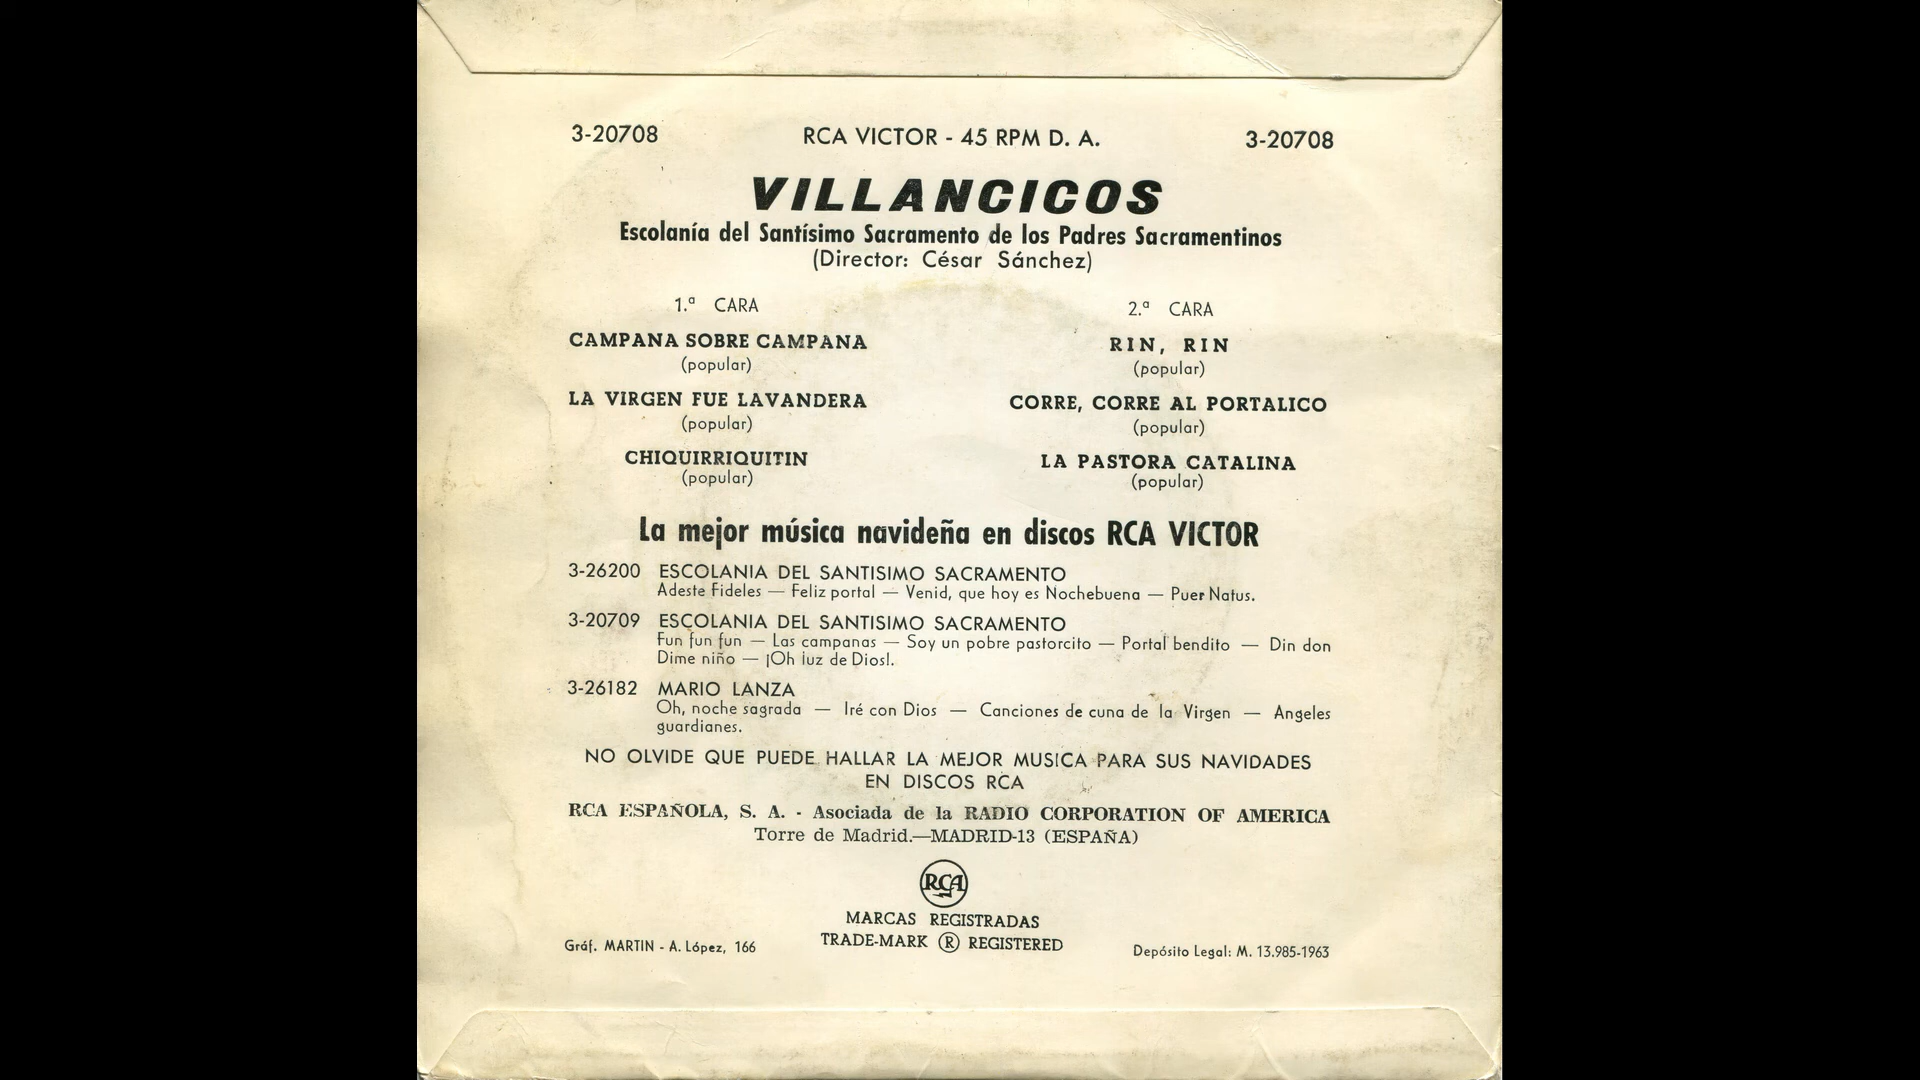 3-20708 RCA VICTOR - 45 RPM D. A. 3-20708
VILLANCICOS
Escolanía del Santísimo Sacramento de los Padres Sacramentinos
(Director: César Sánchez)
1.ª CARA
CAMPANA SOBRE CAMPANA
(popular)
LA VIRGEN FUE LAVANDERA
(popular)
CHIQUIRRIQUITIN
(popular)
2.ª CARA
RIN, RIN
(popular)
CORRE, CORRE AL PORTALICO
(popular)
LA PASTORA CATALINA
(popular)
La mejor música navideña en discos RCA VICTOR
3-26200 ESCOLANIA DEL SANTISIMO SACRAMENTO
Adeste Fideles — Feliz portal — Venid, que hoy es Nochebuena — Puer Natus.
3-20709 ESCOLANIA DEL SANTISIMO SACRAMENTO
Fun fun fun — Las campanas — Soy un pobre pastorcito — Portal bendito — Din don
Dime niño — ¡Oh luz de Dios!.
3-26182 MARIO LANZA
Oh, noche sagrada — Iré con Dios — Canciones de cuna de la Virgen — Angeles
guardianes.
NO OLVIDE QUE PUEDE HALLAR LA MEJOR MUSICA PARA SUS NAVIDADES
EN DISCOS RCA
RCA ESPAÑOLA, S. A. - Asociada de la RADIO CORPORATION OF AMERICA
Torre de Madrid.—MADRID-13 (ESPAÑA)
RCA
MARCAS REGISTRADAS
TRADE-MARK ® REGISTERED
Gráf. MARTIN - A. López, 166
Depósito Legal: M. 13.985-1963